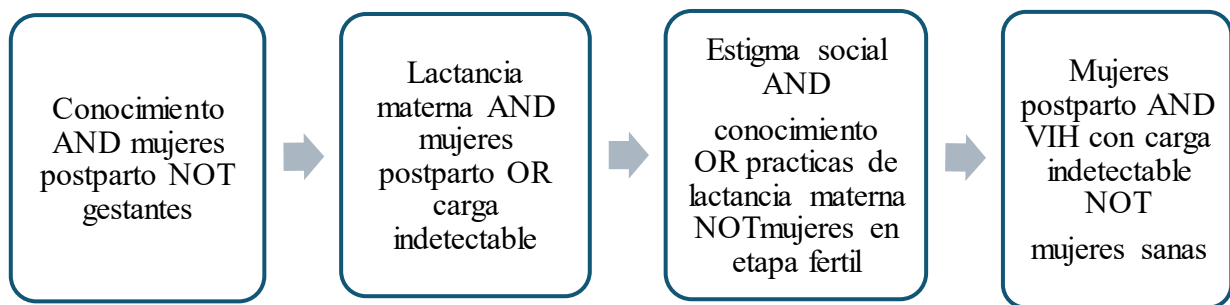 Conocimiento
AND mujeres
postparto NOT
gestantes
Lactancia
materna AND
mujeres
postparto OR
carga
indetectable
Estigma social
AND
conocimiento
OR practicas de
lactancia materna
NOTmujeres en
etapa fertil
Mujeres
postparto AND
VIH con carga
indetectable
NOT
mujeres sanas